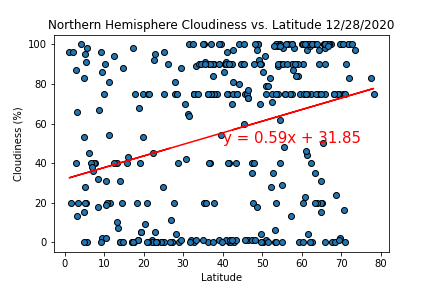 Northern Hemisphere Cloudiness vs. Latitude 12/28/2020
100
80
60
40
20
0
Cloudiness (%)
y = 0.59x + 31.85
0 10 20 30 40 50 60 70 80
Latitude